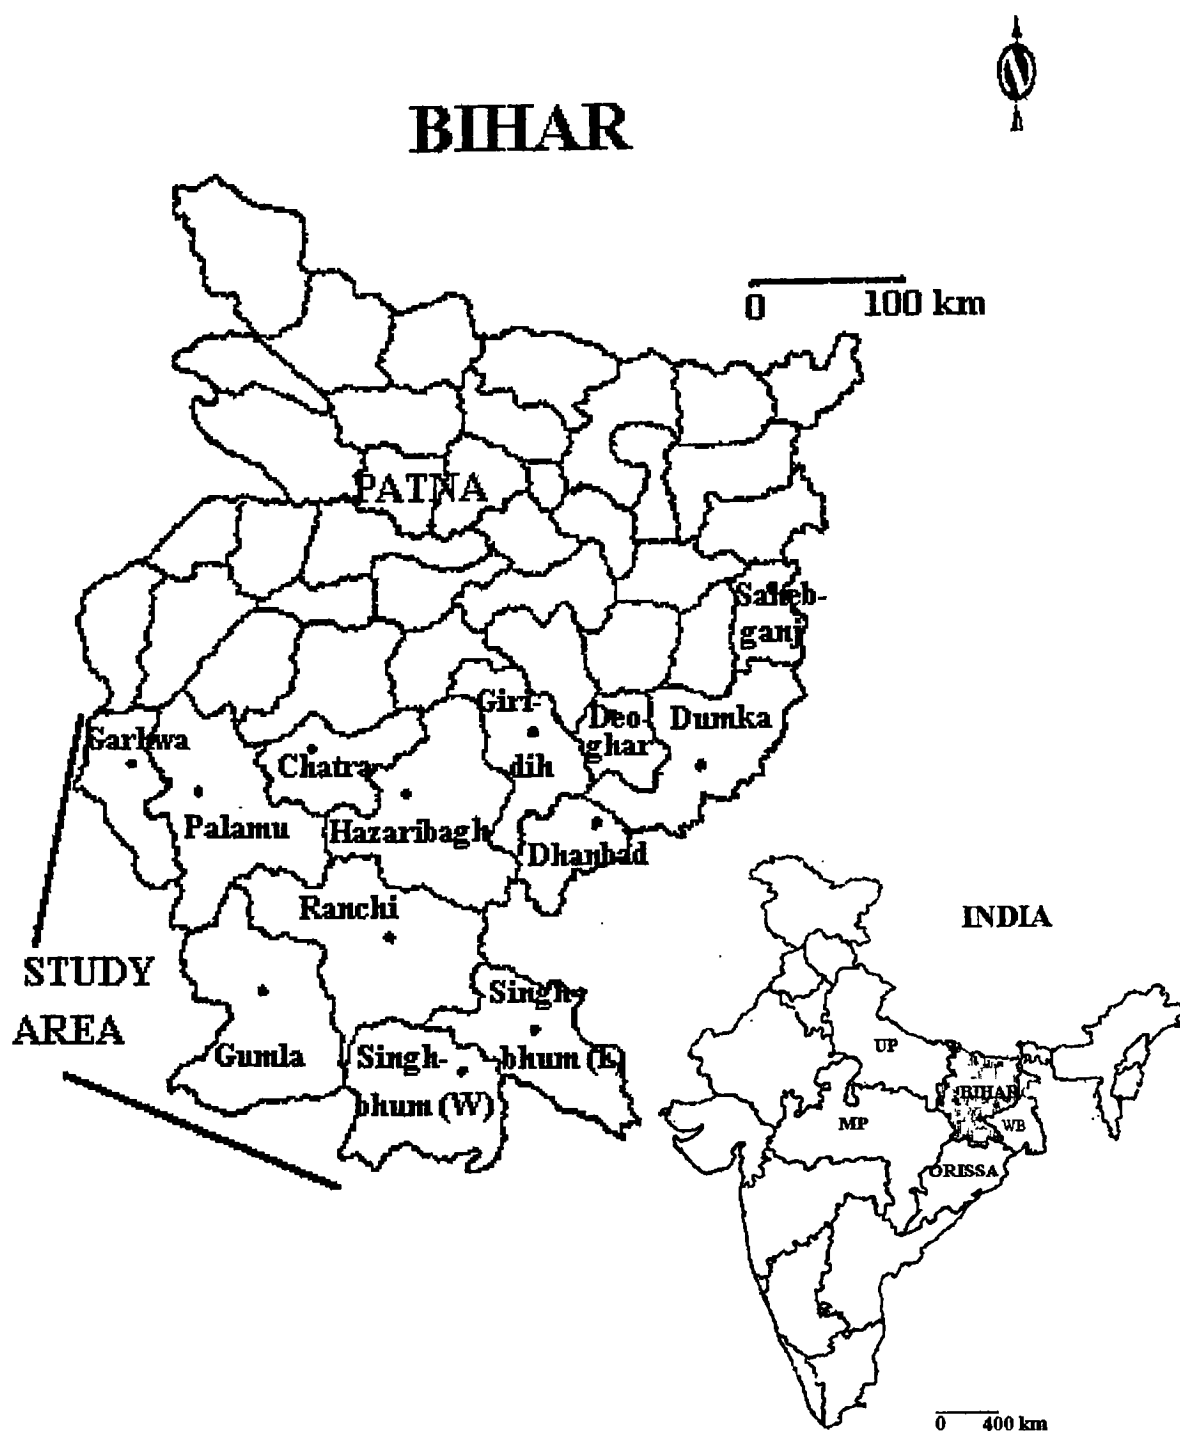 BIHAR
0 100 km
PATNA
Saheb-
ganj
Giri-
dih
Deo-
ghar
Dumka
Garhwa
Chatra
Palamu
Hazaribagh
Dhanbad
Ranchi
STUDY
AREA
Gumla
Singh-
bhum (E)
Singh-
bhum (W)
INDIA
UP
BIHAR
MP
WB
ORISSA
0 400 km